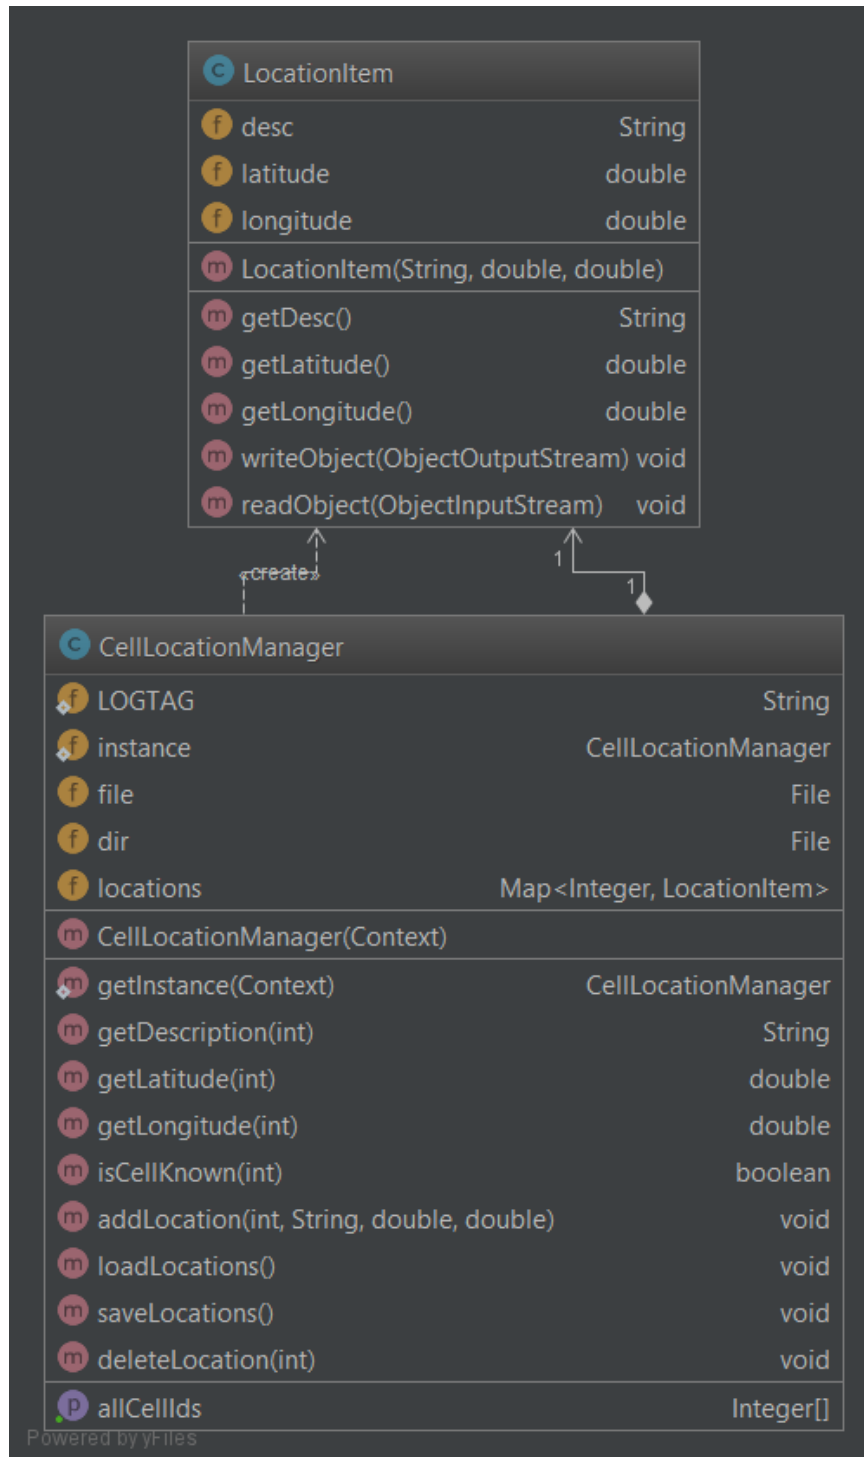 C LocationItem
f desc String
f latitude double
f longitude double
m LocationItem(String, double, double)
m getDesc() String
m getLatitude() double
m getLongitude() double
m writeObject(ObjectOutputStream) void
m readObject(ObjectInputStream) void
«create»
1
1
C CellLocationManager
f LOGTAG String
f instance CellLocationManager
f file File
f dir File
f locations Map<Integer, LocationItem>
m CellLocationManager(Context)
m getInstance(Context) CellLocationManager
m getDescription(int) String
m getLatitude(int) double
m getLongitude(int) double
m isCellKnown(int) boolean
m addLocation(int, String, double, double) void
m loadLocations() void
m saveLocations() void
m deleteLocation(int) void
p allCellIds Integer[]
Powered by yFiles